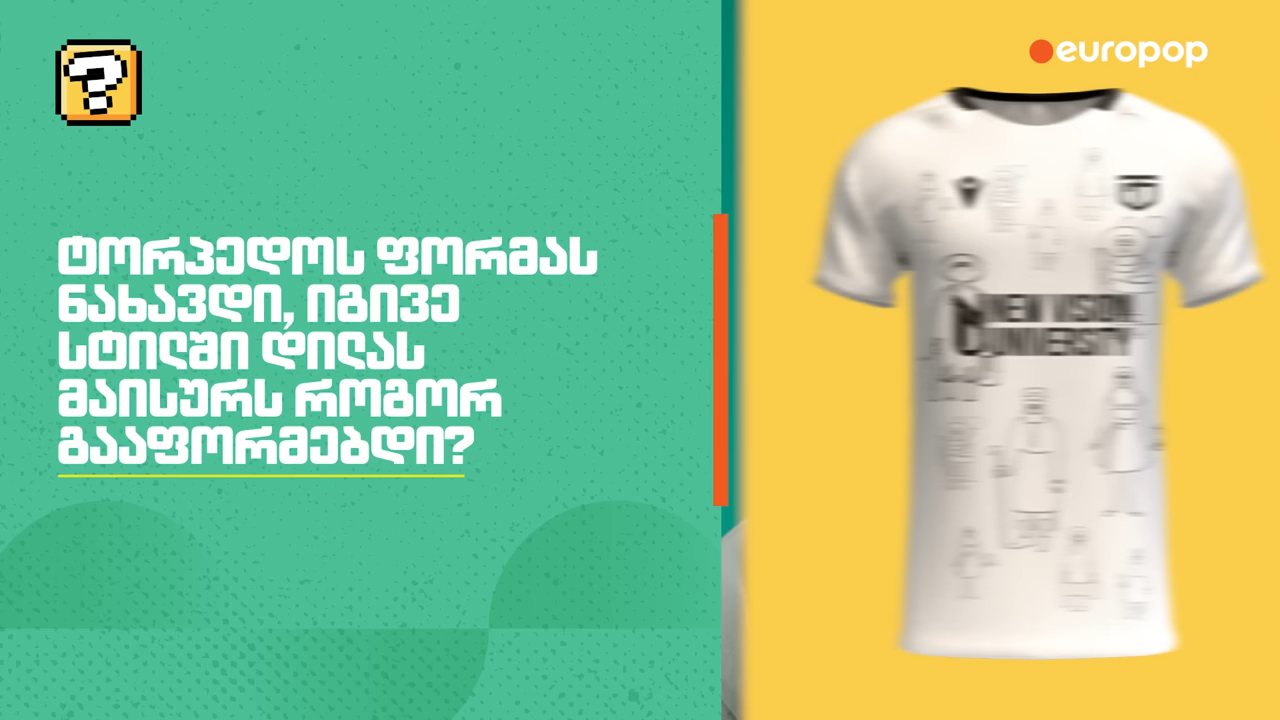 europop
ტორპედოს ფორმას
ნახავდი, იგივე
სტილში დილას
მაისურს როგორ
გააფორმებდი?
NEW VISION
UNIVERSITY